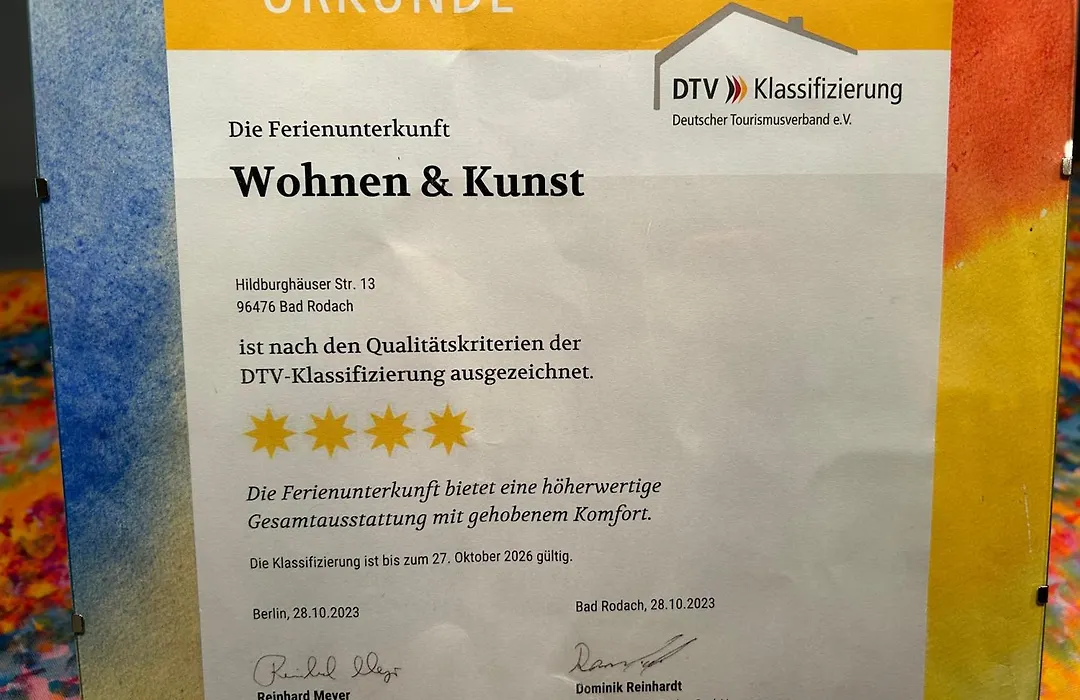 URKUNDE
DTV Klassifizierung
Deutscher Tourismusverband e.V.
Die Ferienunterkunft
Wohnen & Kunst
Hildburghäuser Str. 13
96476 Bad Rodach
ist nach den Qualitätskriterien der
DTV-Klassifizierung ausgezeichnet.
Die Ferienunterkunft bietet eine höherwertige
Gesamtausstattung mit gehobenem Komfort.
Die Klassifizierung ist bis zum 27. Oktober 2026 gültig.
Berlin, 28.10.2023
Bad Rodach, 28.10.2023
Reinhard Meyer
Dominik Reinhardt